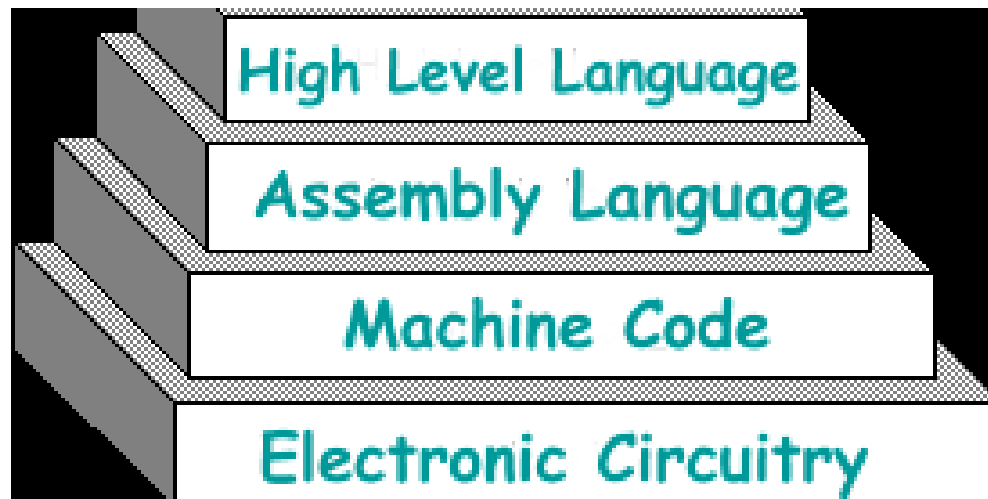 High Level Language
Assembly Language
Machine Code
Electronic Circuitry